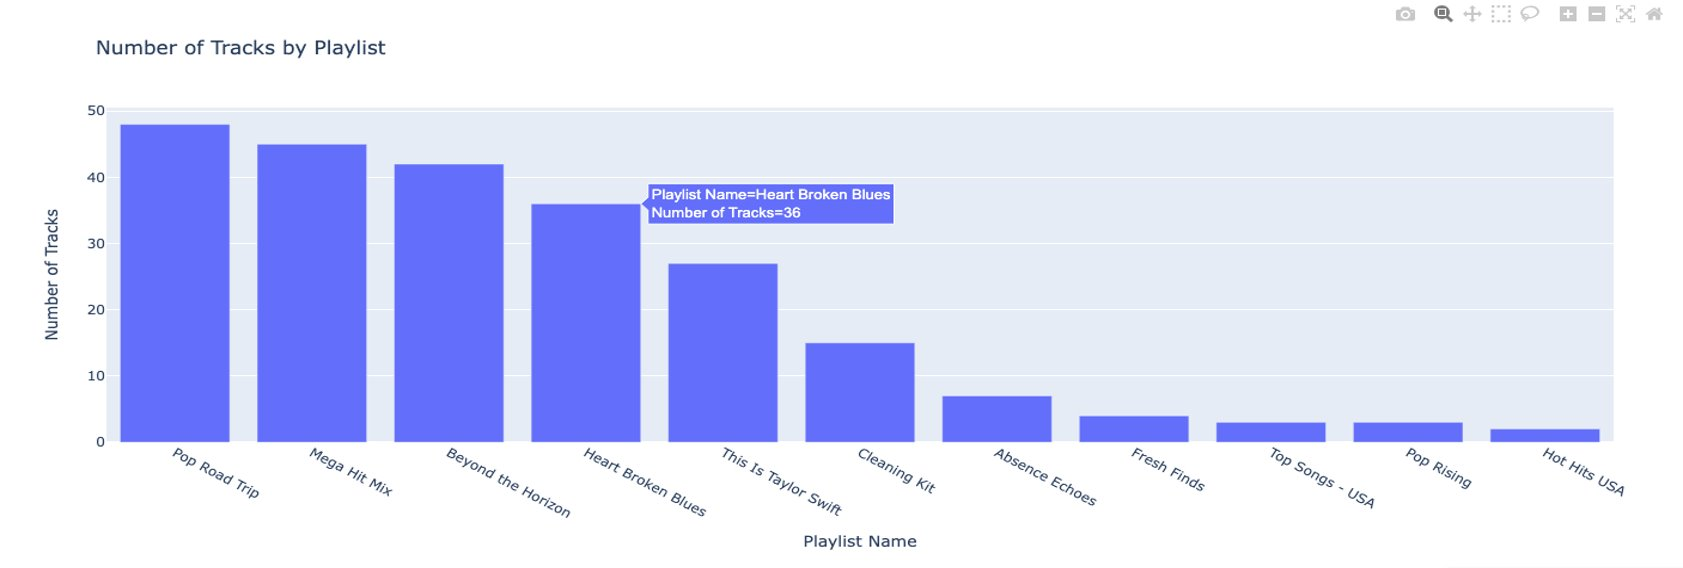 Number of Tracks by Playlist
50
40
30
20
10
0
Number of Tracks
Playlist Name=Heart Broken Blues
Number of Tracks=36
Pop Road Trip
Mega Hit Mix
Beyond the Horizon
Heart Broken Blues
This Is Taylor Swift
Cleaning Kit
Absence Echoes
Fresh Finds
Top Songs - USA
Pop Rising
Hot Hits USA
Playlist Name